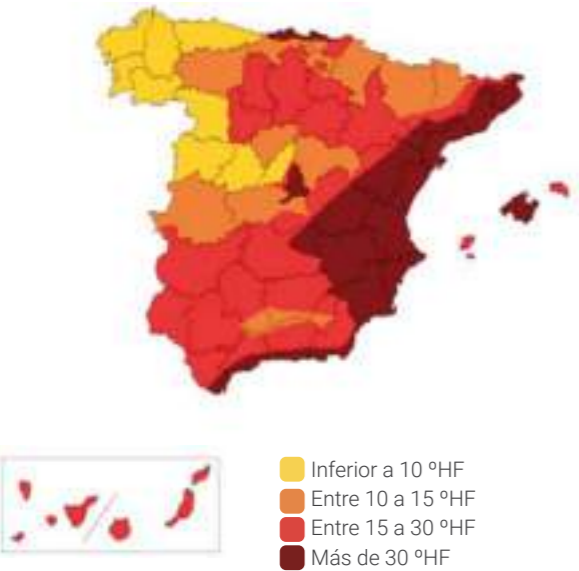 Inferior a 10 ºHF
Entre 10 a 15 ºHF
Entre 15 a 30 ºHF
Más de 30 ºHF